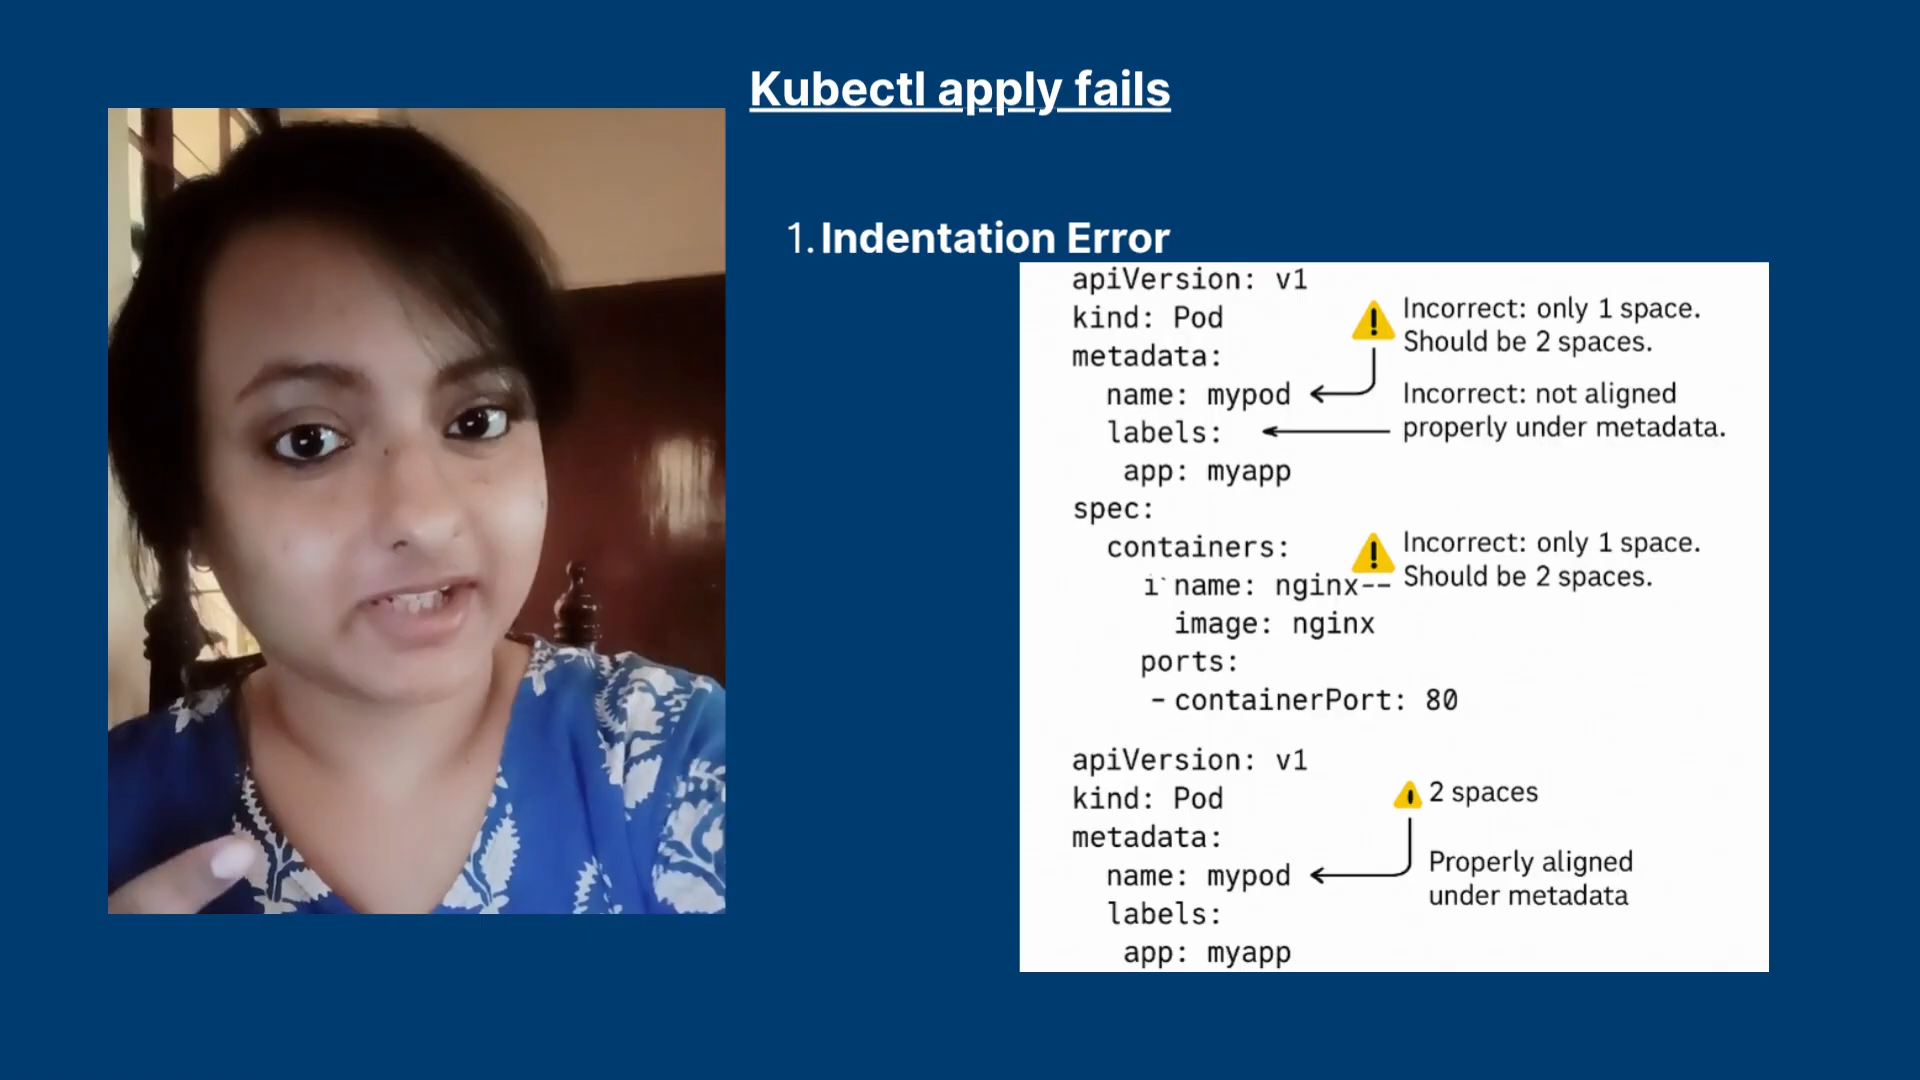 Kubectl apply fails
1. Indentation Error
apiVersion: v1
kind: Pod
metadata:
name: mypod
labels:
app: myapp
spec:
containers:
i` name: nginx--
image: nginx
ports:
- containerPort: 80
Incorrect: only 1 space.
Should be 2 spaces.
Incorrect: not aligned
properly under metadata.
Incorrect: only 1 space.
Should be 2 spaces.
apiVersion: v1
kind: Pod
metadata:
name: mypod
labels:
app: myapp
2 spaces
Properly aligned
under metadata